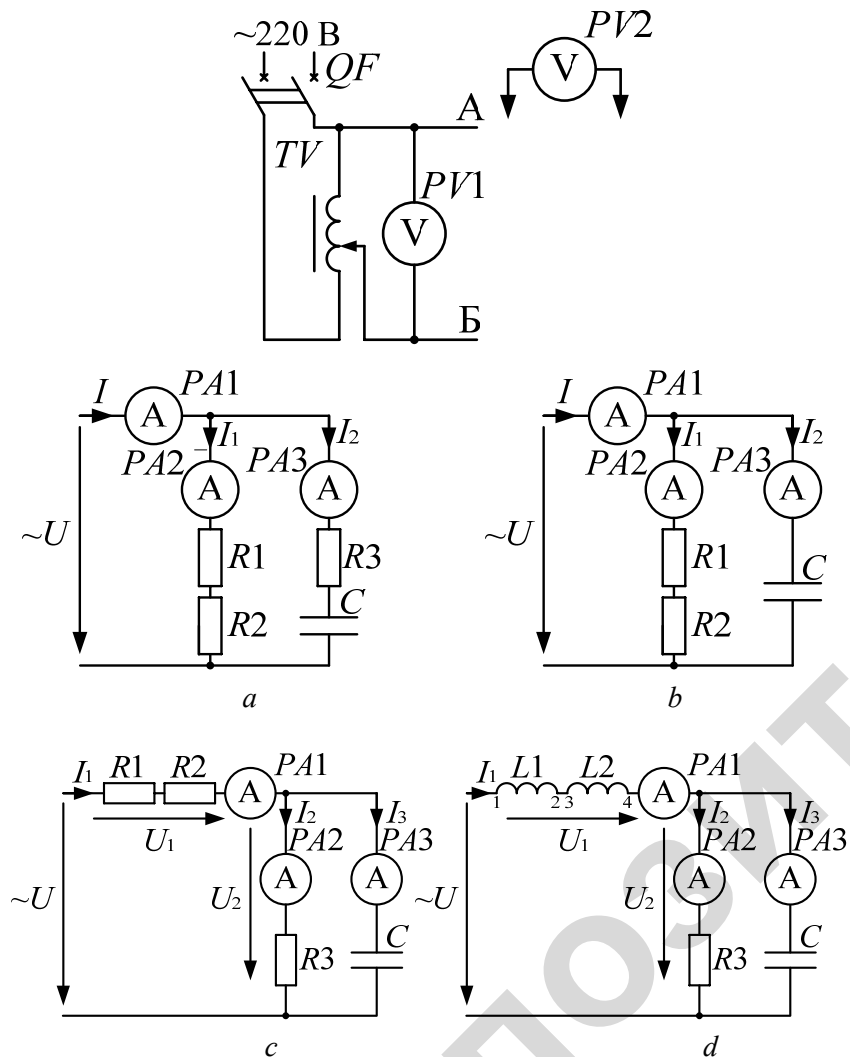 ~220 В
PV2
V
QF
А
TV
PV1
V
Б
I PA1
A
I1 I2
PA2 PA3
A A
R1 R3
~U
C
R2
a
I PA1
A
I1 I2
PA2 PA3
A A
~U
R1
C
R2
b
I1 R1 R2 PA1
A
I2 I3
U1 PA2 PA3
A A
~U U2
C
R3
c
I1 L1 L2 PA1
1 2 3 4 A
I2 I3
U1 PA2 PA3
A A
~U U2
C
R3
d
ПОЗИТ